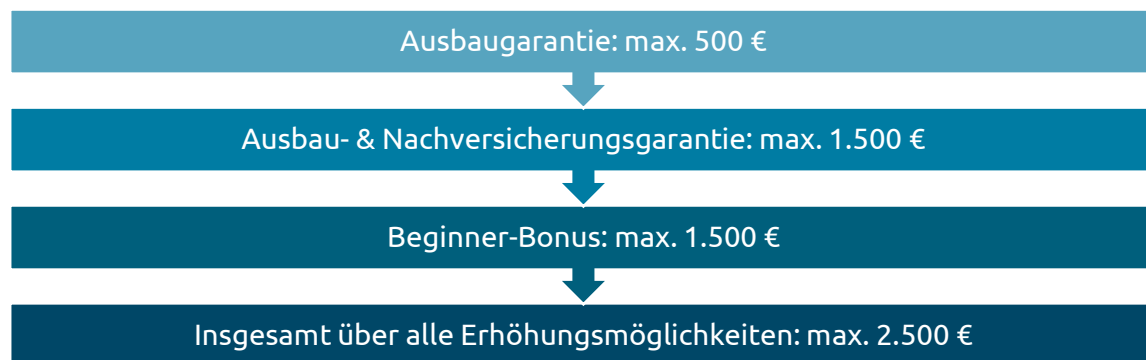 Ausbaugarantie: max. 500 €
Ausbau- & Nachversicherungsgarantie: max. 1.500 €
Beginner-Bonus: max. 1.500 €
Insgesamt über alle Erhöhungsmöglichkeiten: max. 2.500 €